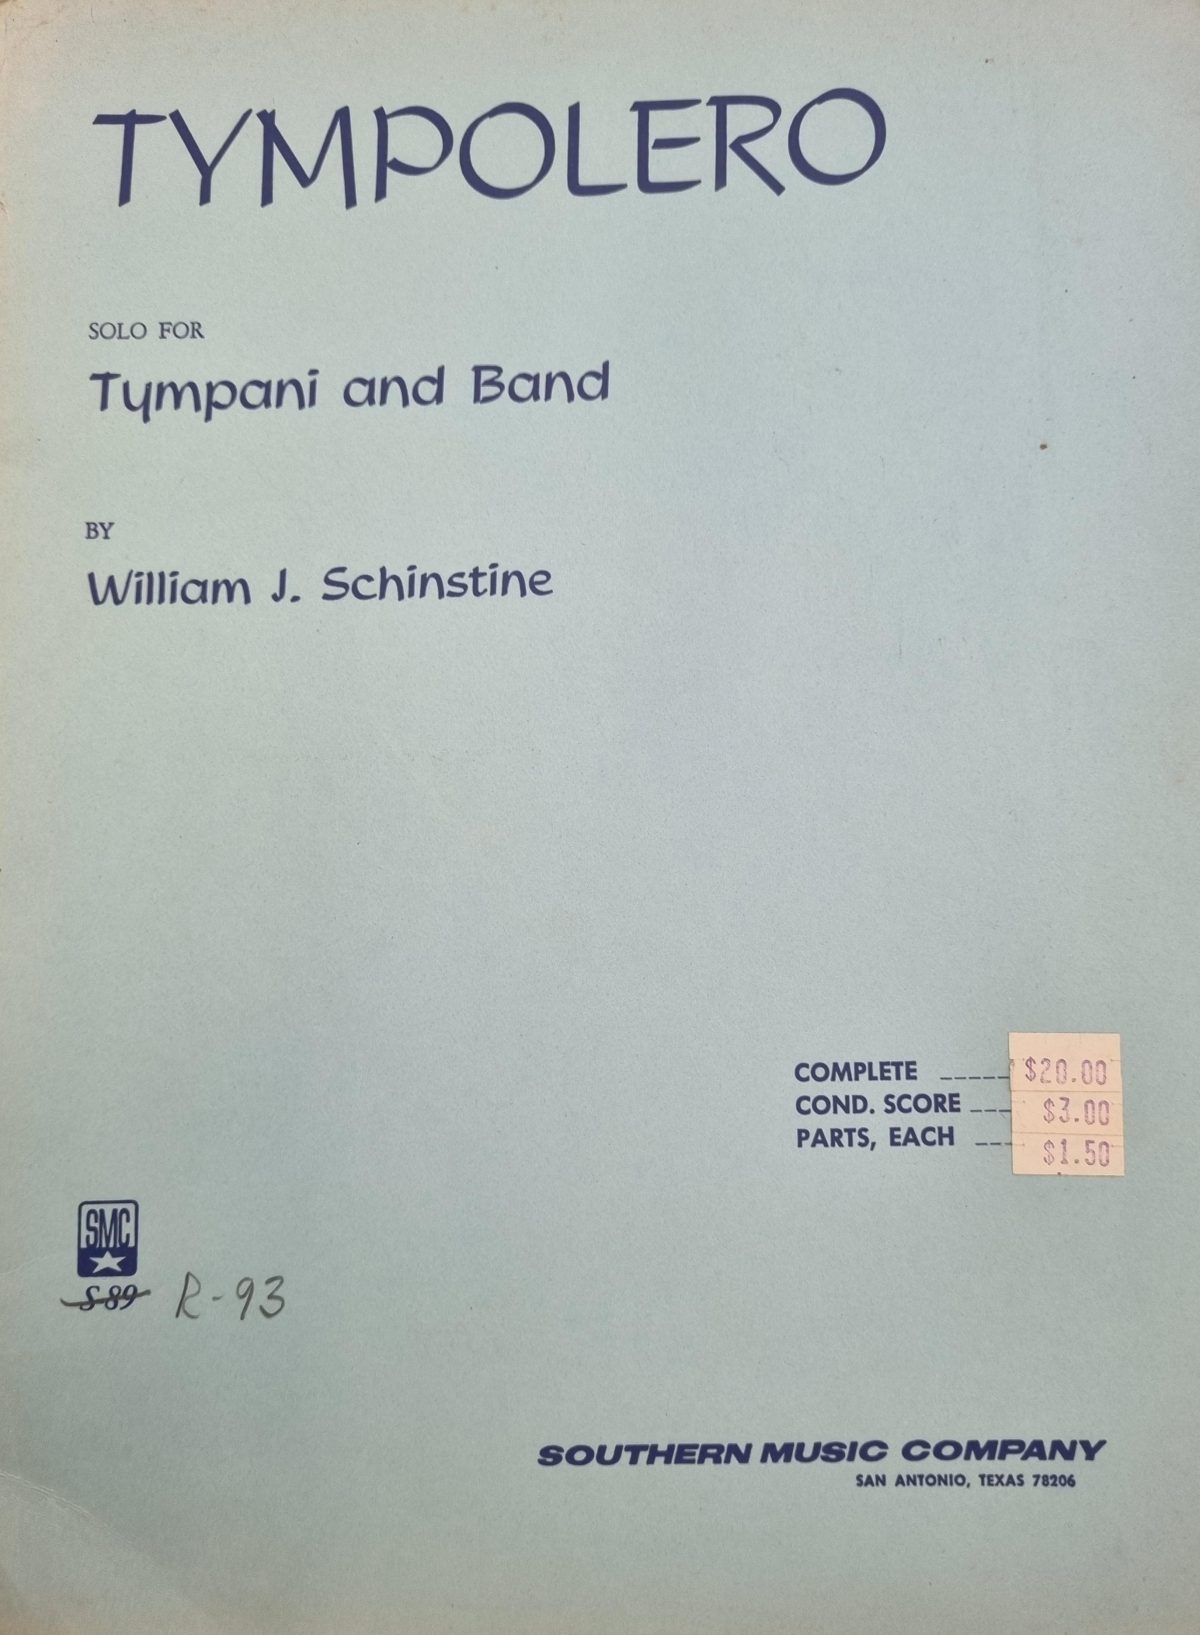 TYMPOLERO
SOLO FOR
Tympani and Band
BY
William J. Schinstine
COMPLETE ------ $20.00
COND. SCORE --- $3.00
PARTS, EACH --- $1.50
SMC
S-89 R-93
SOUTHERN MUSIC COMPANY
SAN ANTONIO, TEXAS 78206